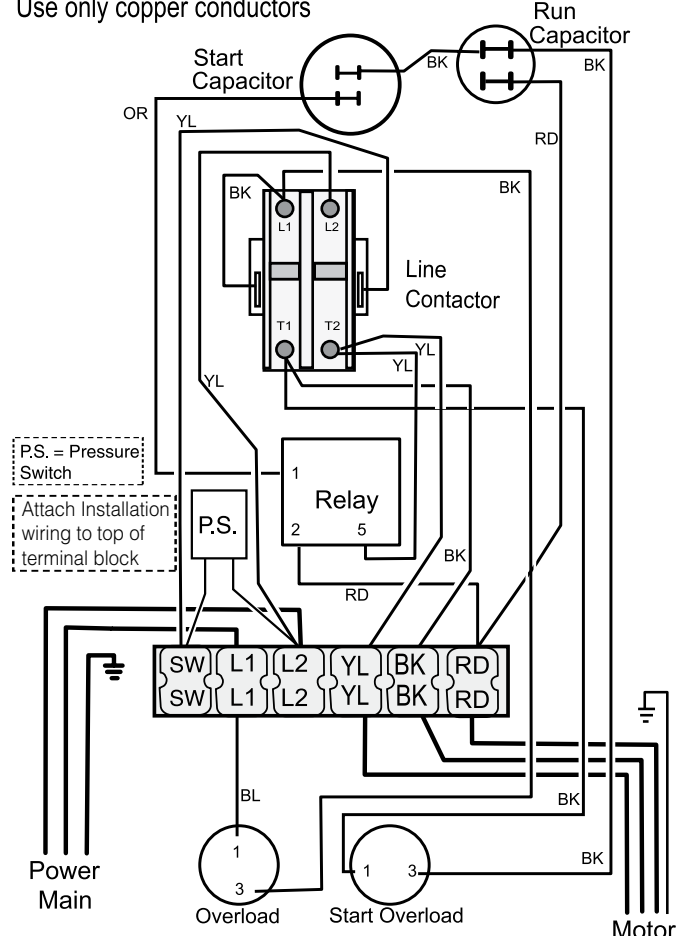 Use only copper conductors
Run
Capacitor
Start
Capacitor
BK
BK
OR
YL
RD
BK
BK
L1
L2
Line
Contactor
T1
T2
YL
YL
YL
P.S. = Pressure
Switch
1
Relay
2
5
Attach Installation
wiring to top of
terminal block
P.S.
BK
RD
SW
L1
L2
YL
BK
RD
SW
L1
L2
YL
BK
RD
BL
BK
1
3
1
3
BK
Power
Main
Overload
Start Overload
Motor